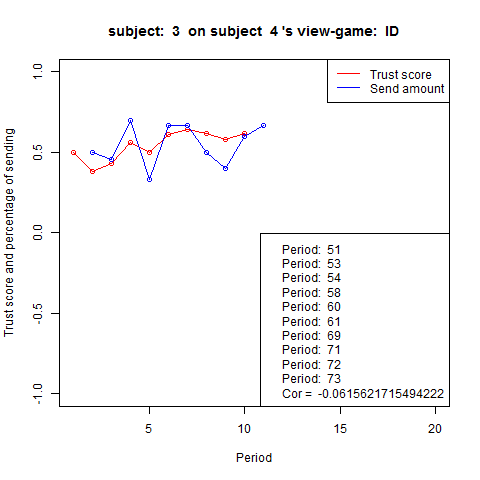 subject: 3 on subject 4 's view-game: ID
Trust score
Send amount
Trust score and percentage of sending
1.0
0.5
0.0
-0.5
-1.0
Period: 51
Period: 53
Period: 54
Period: 58
Period: 60
Period: 61
Period: 69
Period: 71
Period: 72
Period: 73
Cor = -0.0615621715494222
5 10 15 20
Period